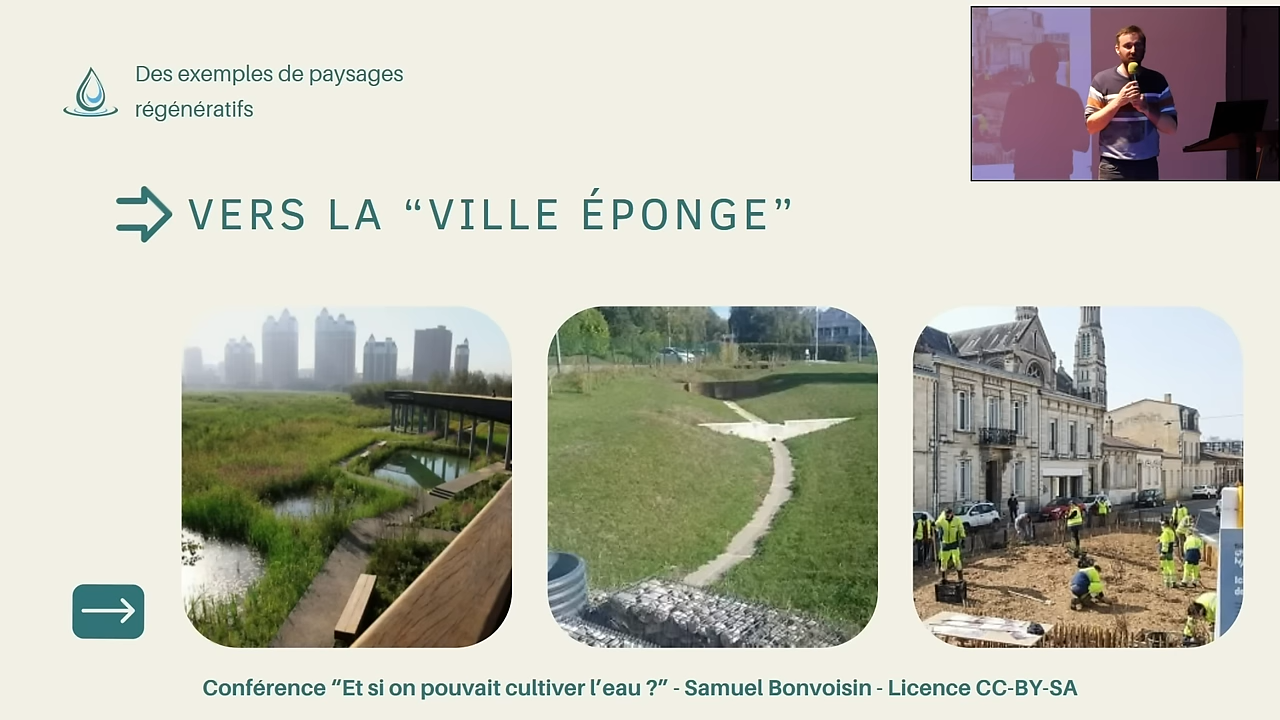 Des exemples de paysages
régénératifs
VERS LA “VILLE ÉPONGE”
Conférence “Et si on pouvait cultiver l’eau ?” - Samuel Bonvoisin - Licence CC-BY-SA